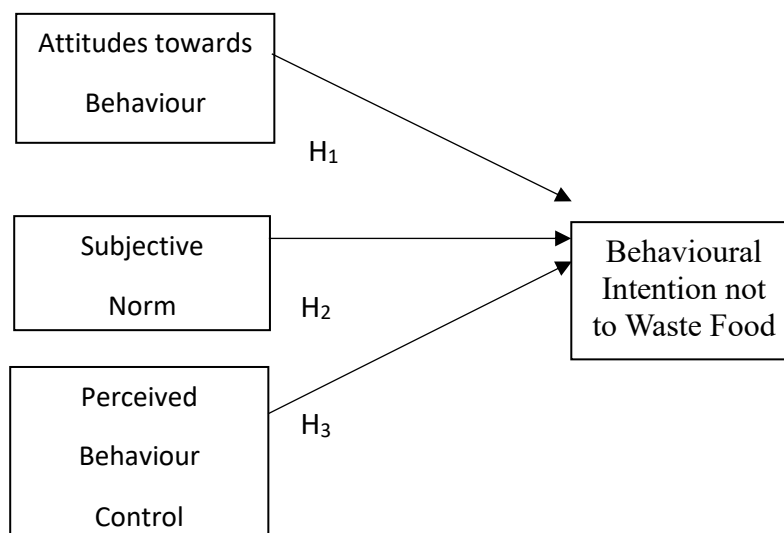 Attitudes towards
Behaviour
H₁
Subjective
Norm
H₂
Behavioural
Intention not
to Waste Food
Perceived
Behaviour
Control
H₃